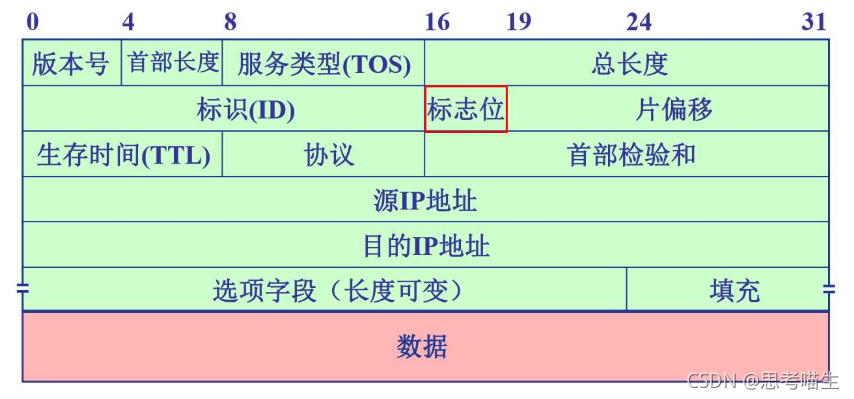 0 4 8 16 19 24 31
版本号 首部长度 服务类型(TOS) 总长度
标识(ID) 标志位 片偏移
生存时间(TTL) 协议 首部检验和
源IP地址
目的IP地址
选项字段（长度可变） 填充
数据
CSDN @思考喵生